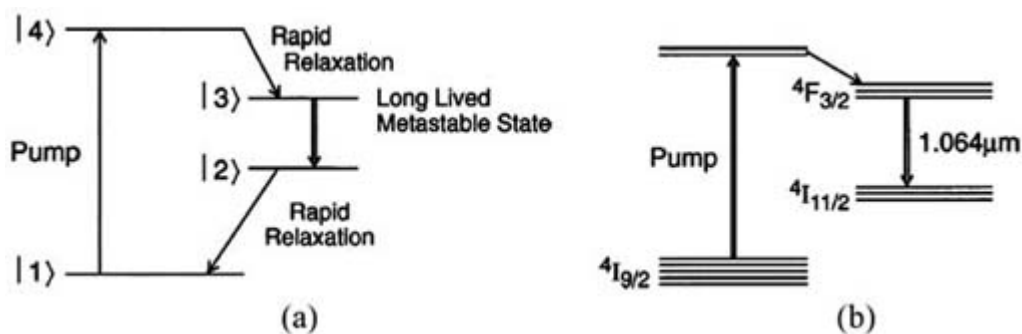 |4⟩
Rapid
Relaxation
|3⟩
Long Lived
Metastable State
Pump
|2⟩
Rapid
Relaxation
|1⟩
(a)
⁴F₃/₂
Pump
1.064μm
⁴I₁₁/₂
⁴I₉/₂
(b)